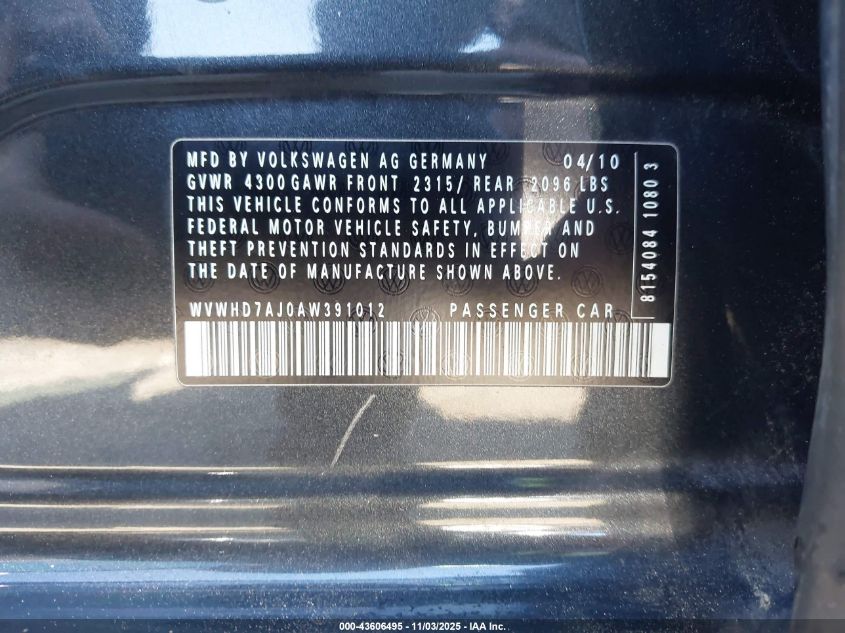 MFD BY VOLKSWAGEN AG GERMANY 04/10
GVWR 4300 GAWR FRONT 2315/ REAR 2096 LBS
THIS VEHICLE CONFORMS TO ALL APPLICABLE U.S.
FEDERAL MOTOR VEHICLE SAFETY, BUMPER AND
THEFT PREVENTION STANDARDS IN EFFECT ON
THE DATE OF MANUFACTURE SHOWN ABOVE.
WVWHD7AJ0AW391012 PASSENGER CAR
8154084 1080 3
000-43606495 - 11/03/2025 - IAA Inc.